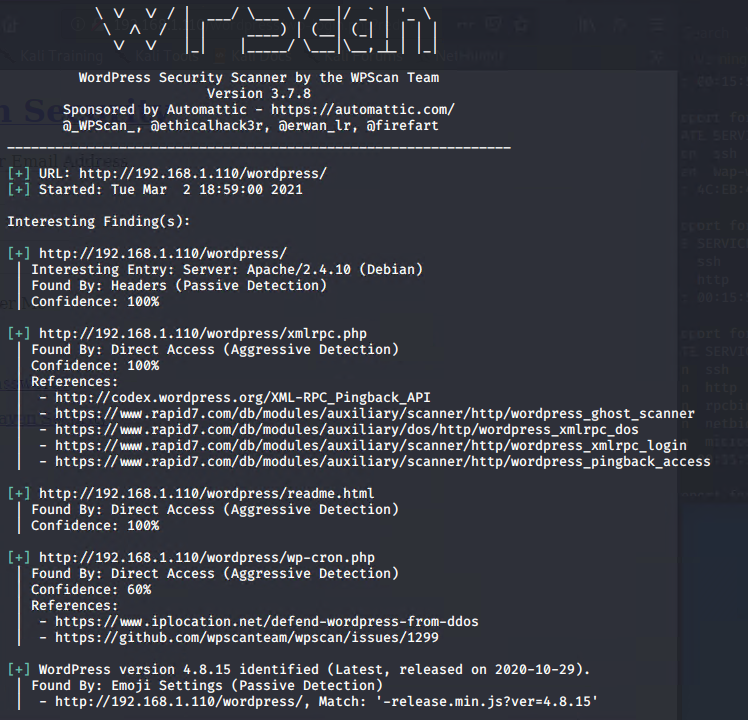 WordPress Security Scanner by the WPScan Team
Version 3.7.8
Sponsored by Automattic - https://automattic.com/
@_WPScan_, @ethicalhack3r, @erwan_lr, @firefart
[+] URL: http://192.168.1.110/wordpress/
[+] Started: Tue Mar  2 18:59:00 2021
Interesting Finding(s):
[+] http://192.168.1.110/wordpress/
| Interesting Entry: Server: Apache/2.4.10 (Debian)
| Found By: Headers (Passive Detection)
| Confidence: 100%
[+] http://192.168.1.110/wordpress/xmlrpc.php
| Found By: Direct Access (Aggressive Detection)
| Confidence: 100%
| References:
|  - http://codex.wordpress.org/XML-RPC_Pingback_API
|  - https://www.rapid7.com/db/modules/auxiliary/scanner/http/wordpress_ghost_scanner
|  - https://www.rapid7.com/db/modules/auxiliary/dos/http/wordpress_xmlrpc_dos
|  - https://www.rapid7.com/db/modules/auxiliary/scanner/http/wordpress_xmlrpc_login
|  - https://www.rapid7.com/db/modules/auxiliary/scanner/http/wordpress_pingback_access
[+] http://192.168.1.110/wordpress/readme.html
| Found By: Direct Access (Aggressive Detection)
| Confidence: 100%
[+] http://192.168.1.110/wordpress/wp-cron.php
| Found By: Direct Access (Aggressive Detection)
| Confidence: 60%
| References:
|  - https://www.iplocation.net/defend-wordpress-from-ddos
|  - https://github.com/wpscanteam/wpscan/issues/1299
[+] WordPress version 4.8.15 identified (Latest, released on 2020-10-29).
| Found By: Emoji Settings (Passive Detection)
|  - http://192.168.1.110/wordpress/, Match: '-release.min.js?ver=4.8.15'